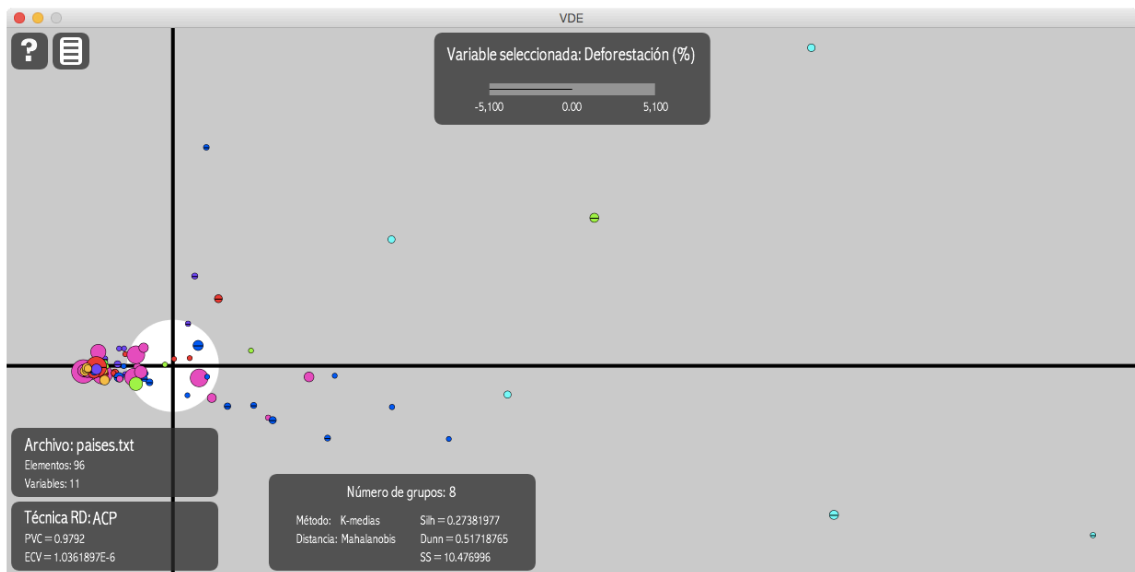 VDE
?
Variable seleccionada: Deforestación (%)
-5,100 0.00 5,100
Archivo: paises.txt
Elementos: 96
Variables: 11
Técnica RD: ACP
PVC = 0.9792
ECV = 1.0361897E-6
Número de grupos: 8
Método: K-medias Silh = 0.27381977
Distancia: Mahalanobis Dunn = 0.51718765
SS = 10.476996